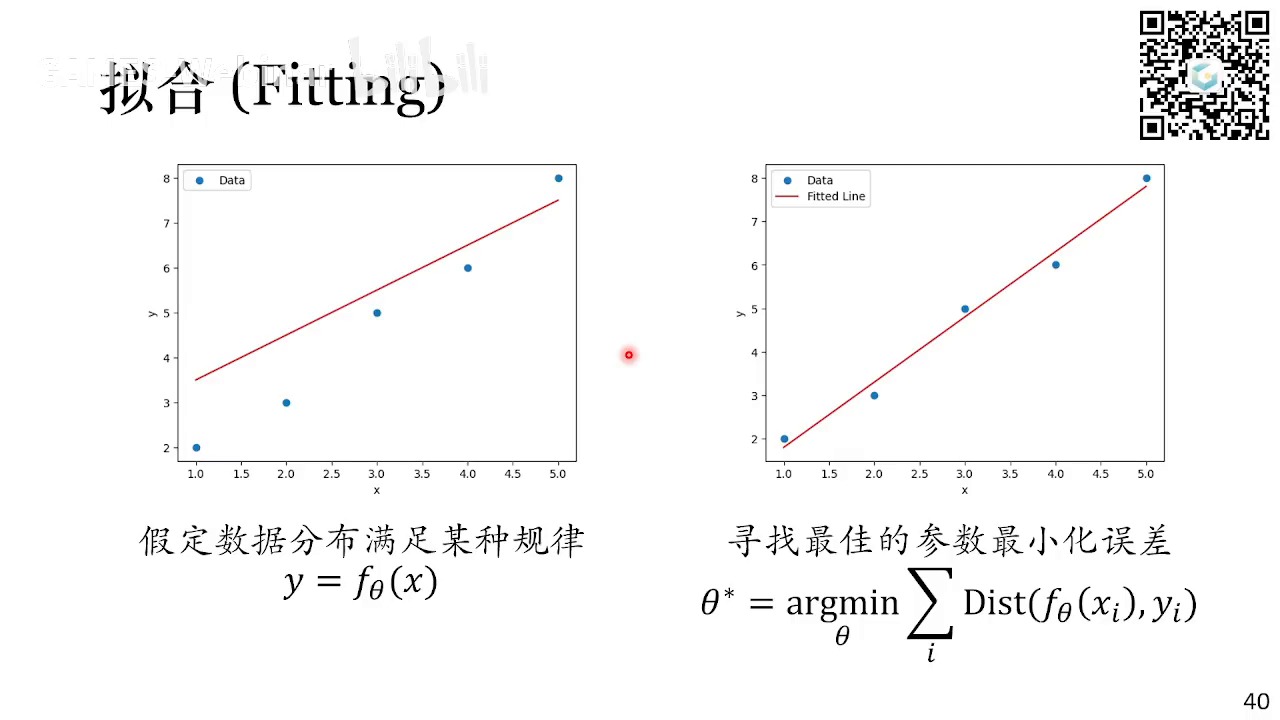 GAMES Webinar bilibili
拟合 (Fitting)
Data
8
7
6
5
4
3
2
y
1.0 1.5 2.0 2.5 3.0 3.5 4.0 4.5 5.0
x
假定数据分布满足某种规律
y = f_θ(x)
Data
Fitted Line
8
7
6
5
4
3
2
y
1.0 1.5 2.0 2.5 3.0 3.5 4.0 4.5 5.0
x
寻找最佳的参数最小化误差
θ* = argmin_θ ∑_i Dist(f_θ(x_i), y_i)
40